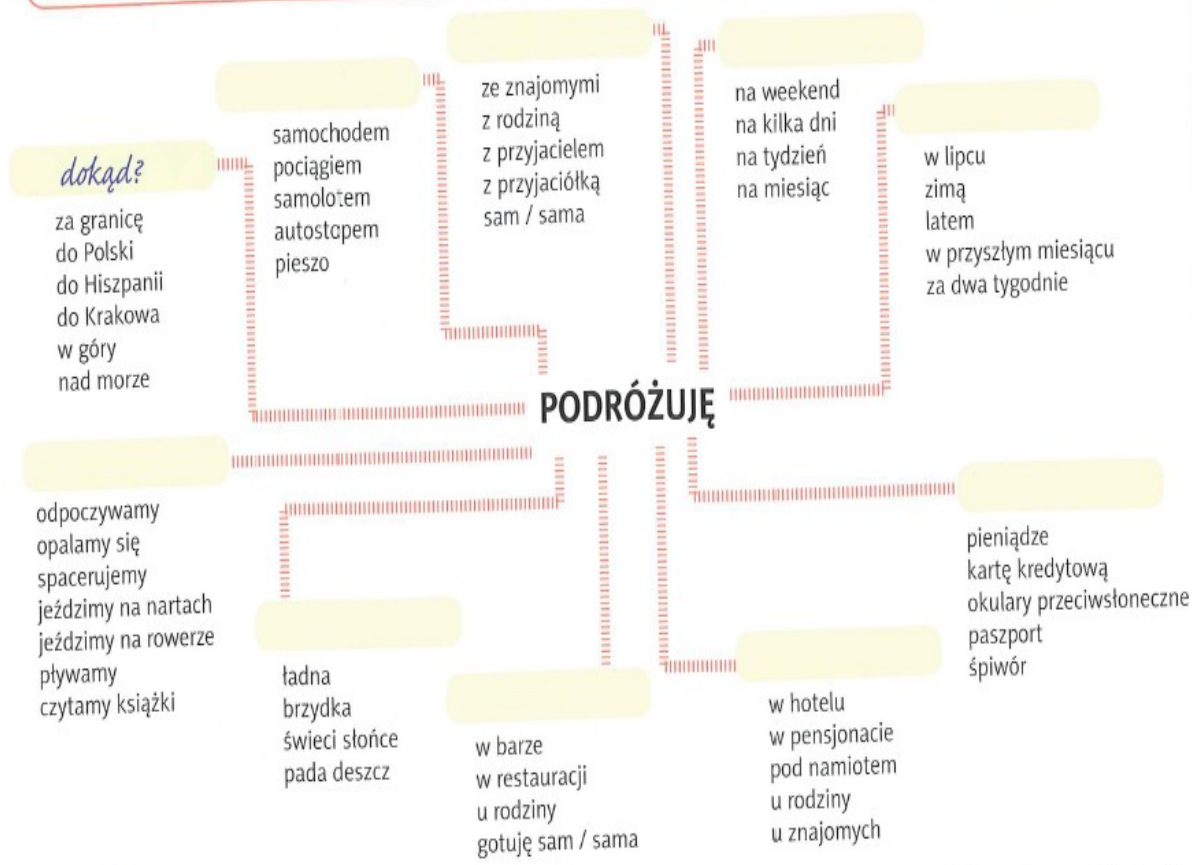 dokąd?
za granicę
do Polski
do Hiszpanii
do Krakowa
w góry
nad morze
samochodem
pociągiem
samolotem
autostopem
pieszo
ze znajomymi
z rodziną
z przyjacielem
z przyjaciółką
sam / sama
na weekend
na kilka dni
na tydzień
na miesiąc
w lipcu
zimą
latem
w przyszłym miesiącu
za dwa tygodnie
PODRÓŻUJĘ
odpoczywamy
opalamy się
spacerujemy
jeździmy na nartach
jeździmy na rowerze
pływamy
czytamy książki
ładna
brzydka
świeci słońce
pada deszcz
w barze
w restauracji
u rodziny
gotuję sam / sama
w hotelu
w pensjonacie
pod namiotem
u rodziny
u znajomych
pieniądze
kartę kredytową
okulary przeciwsłoneczne
paszport
śpiwór